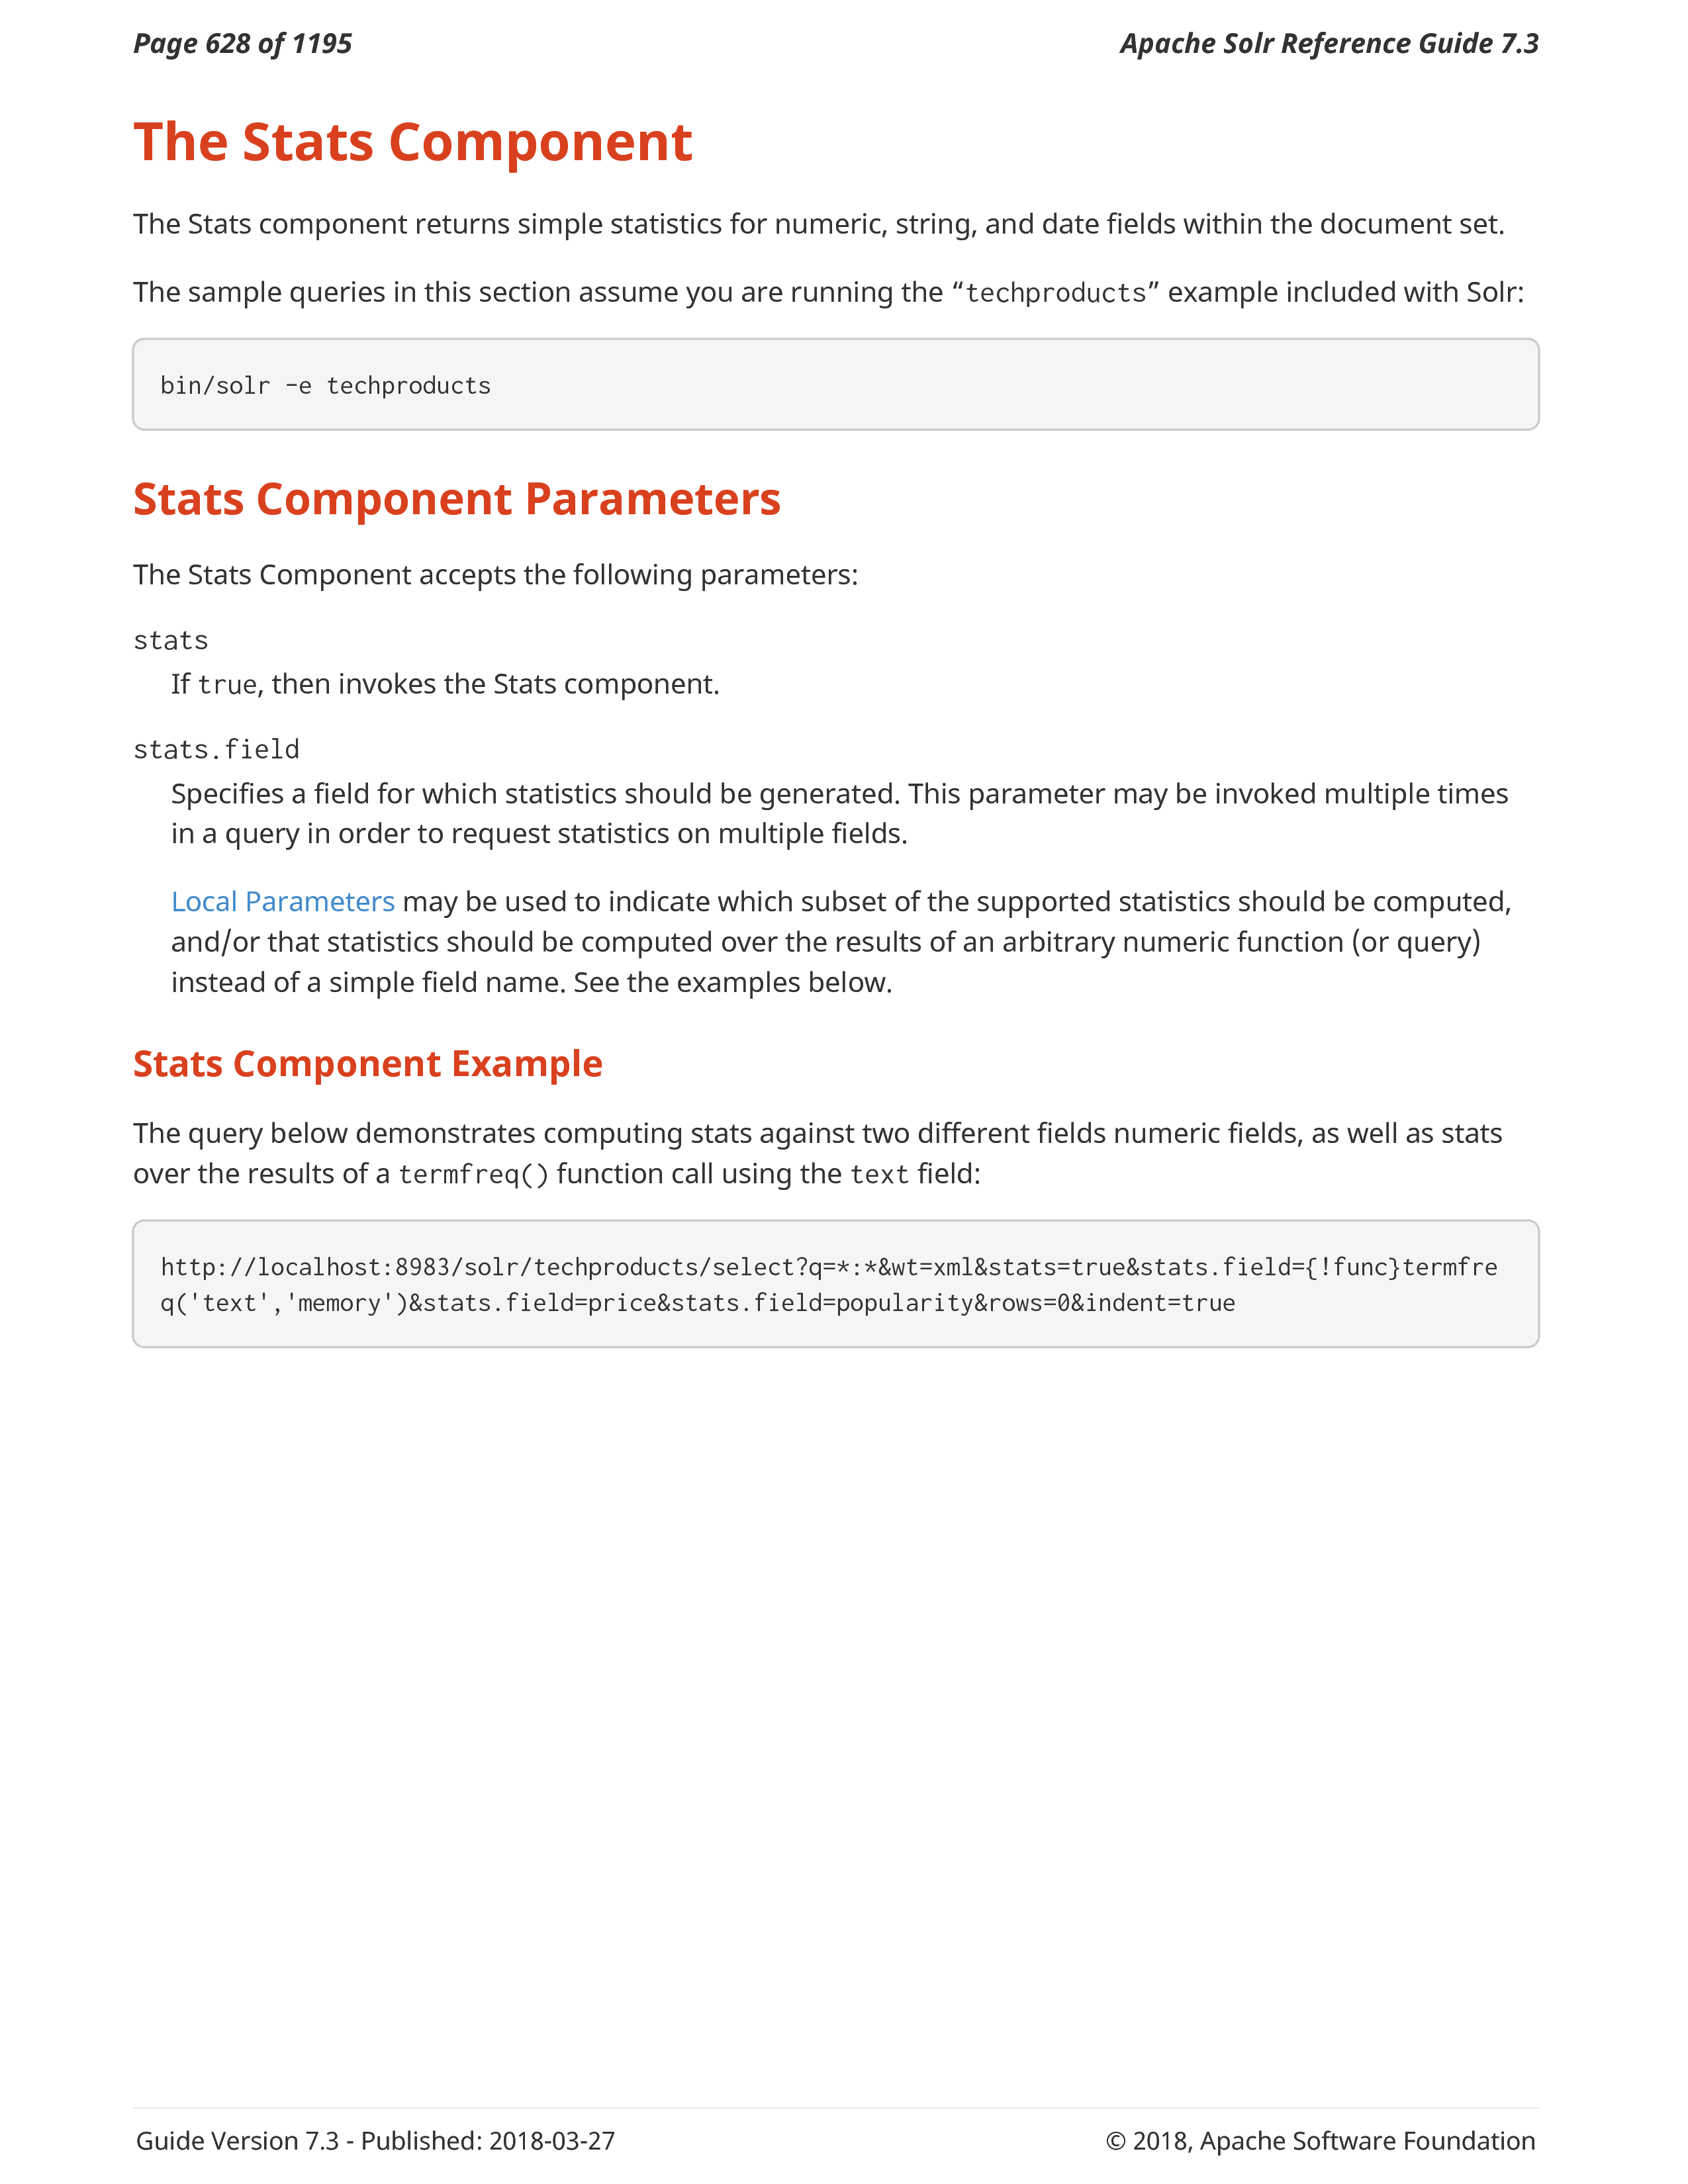 Page 628 of 1195
Apache Solr Reference Guide 7.3
The Stats Component
The Stats component returns simple statistics for numeric, string, and date fields within the document set.
The sample queries in this section assume you are running the “techproducts” example included with Solr:
bin/solr -e techproducts
Stats Component Parameters
The Stats Component accepts the following parameters:
stats
If true, then invokes the Stats component.
stats.field
Specifies a field for which statistics should be generated. This parameter may be invoked multiple times
in a query in order to request statistics on multiple fields.
Local Parameters may be used to indicate which subset of the supported statistics should be computed,
and/or that statistics should be computed over the results of an arbitrary numeric function (or query)
instead of a simple field name. See the examples below.
Stats Component Example
The query below demonstrates computing stats against two different fields numeric fields, as well as stats
over the results of a termfreq() function call using the text field:
http://localhost:8983/solr/techproducts/select?q=*:*&wt=xml&stats=true&stats.field={!func}termfre
q('text','memory')&stats.field=price&stats.field=popularity&rows=0&indent=true
Guide Version 7.3 - Published: 2018-03-27
© 2018, Apache Software Foundation